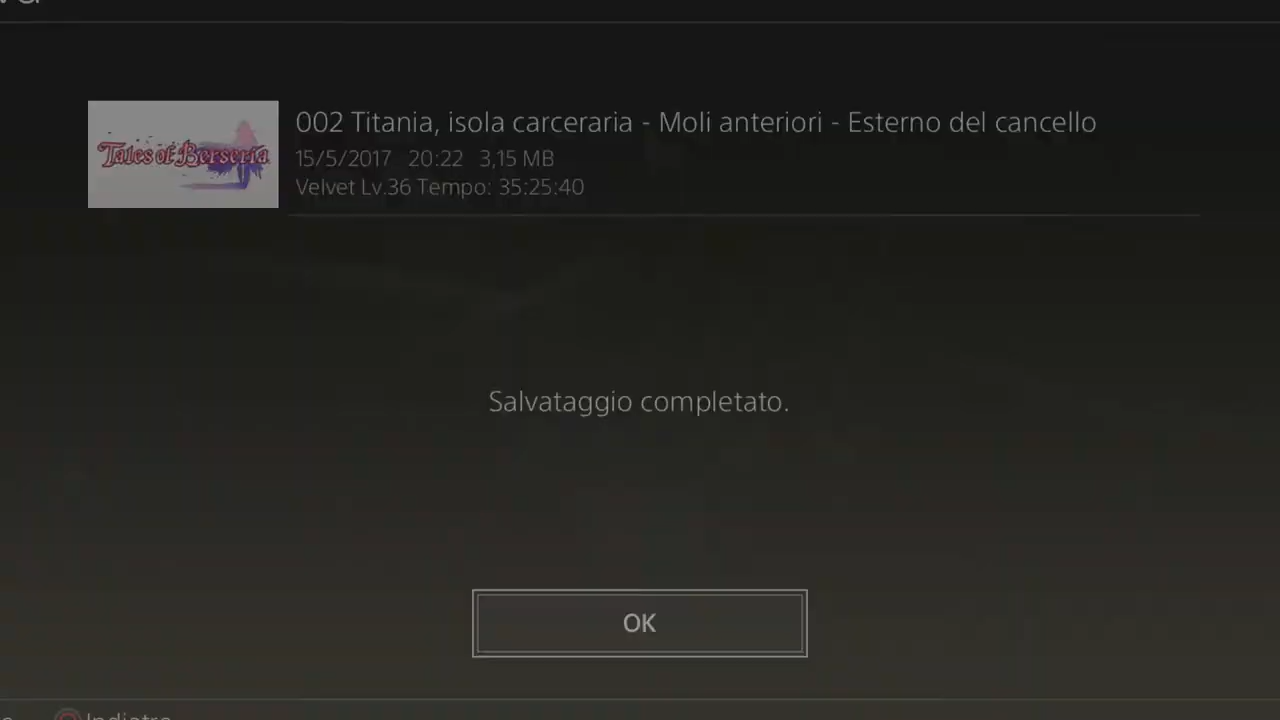 Tales of Berseria
002 Titania, isola carceraria - Moli anteriori - Esterno del cancello
15/5/2017 20:22 3,15 MB
Velvet Lv.36 Tempo: 35:25:40
Salvataggio completato.
OK
Indietro